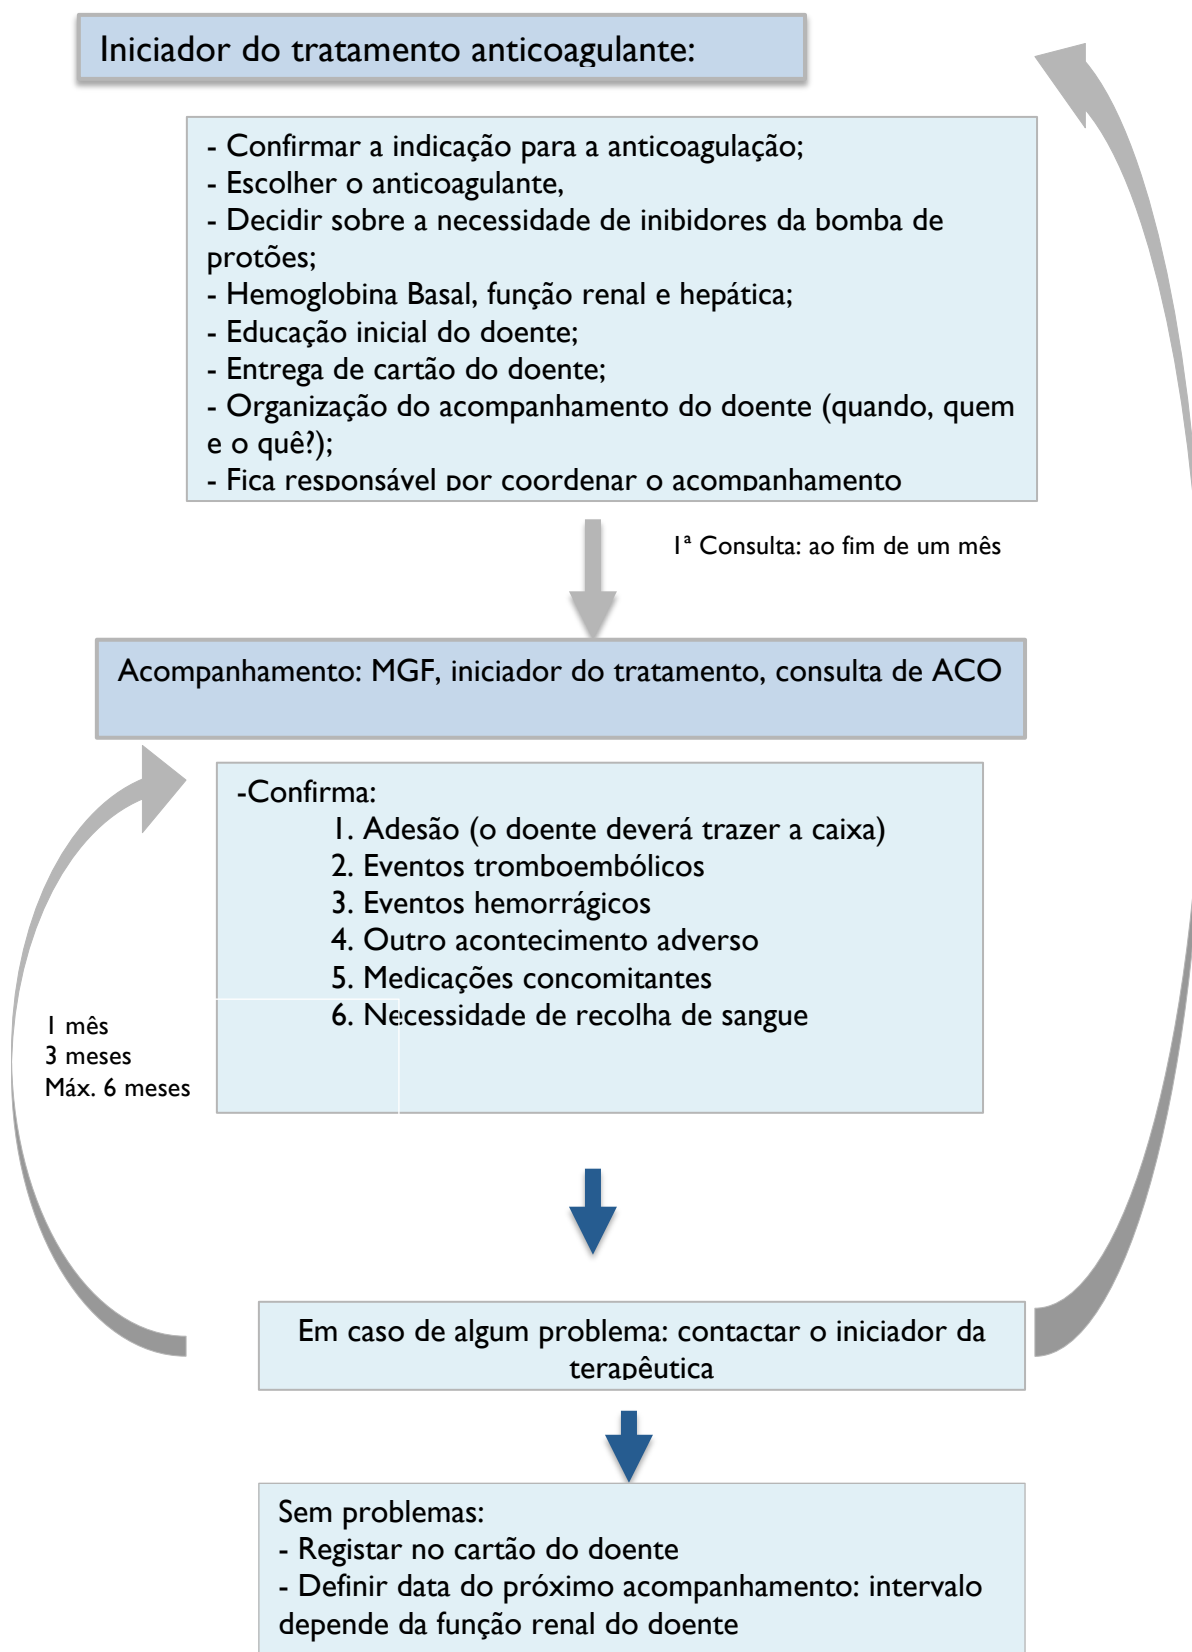 Iniciador do tratamento anticoagulante:
- Confirmar a indicação para a anticoagulação;
- Escolher o anticoagulante,
- Decidir sobre a necessidade de inibidores da bomba de
protões;
- Hemoglobina Basal, função renal e hepática;
- Educação inicial do doente;
- Entrega de cartão do doente;
- Organização do acompanhamento do doente (quando, quem
e o quê?);
- Fica responsável por coordenar o acompanhamento
1ª Consulta: ao fim de um mês
Acompanhamento: MGF, iniciador do tratamento, consulta de ACO
-Confirma:
1. Adesão (o doente deverá trazer a caixa)
2. Eventos tromboembólicos
3. Eventos hemorrágicos
4. Outro acontecimento adverso
5. Medicações concomitantes
6. Necessidade de recolha de sangue
1 mês
3 meses
Máx. 6 meses
Em caso de algum problema: contactar o iniciador da
terapêutica
Sem problemas:
- Registar no cartão do doente
- Definir data do próximo acompanhamento: intervalo
depende da função renal do doente